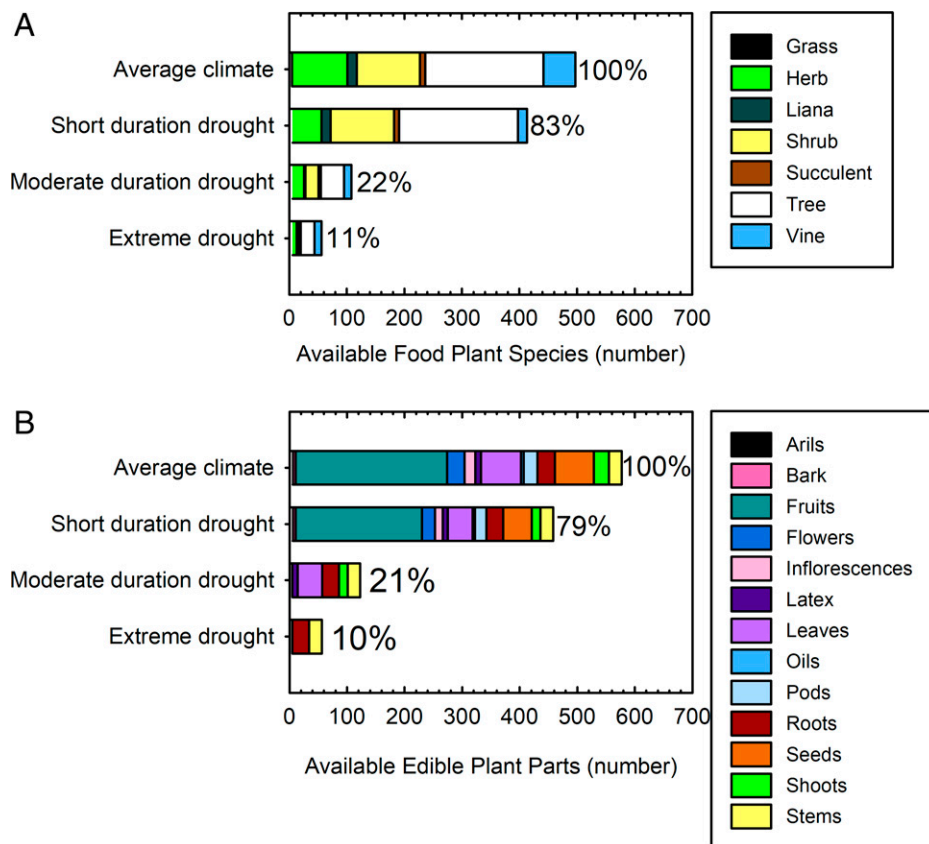 A
Average climate
100%
Short duration drought
83%
Moderate duration drought
22%
Extreme drought
11%
0 100 200 300 400 500 600 700
Available Food Plant Species (number)
Grass
Herb
Liana
Shrub
Succulent
Tree
Vine
B
Average climate
100%
Short duration drought
79%
Moderate duration drought
21%
Extreme drought
10%
0 100 200 300 400 500 600 700
Available Edible Plant Parts (number)
Arils
Bark
Fruits
Flowers
Inflorescences
Latex
Leaves
Oils
Pods
Roots
Seeds
Shoots
Stems